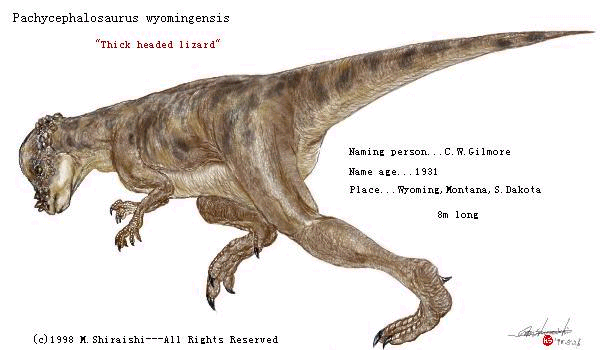 Pachycephalosaurus wyomingensis
"Thick headed lizard"
Naming person...C.W.Gilmore
Name age...1931
Place...Wyoming,Montana,S.Dakota
8m long
(c)1998 M.Shiraishi---All Rights Reserved